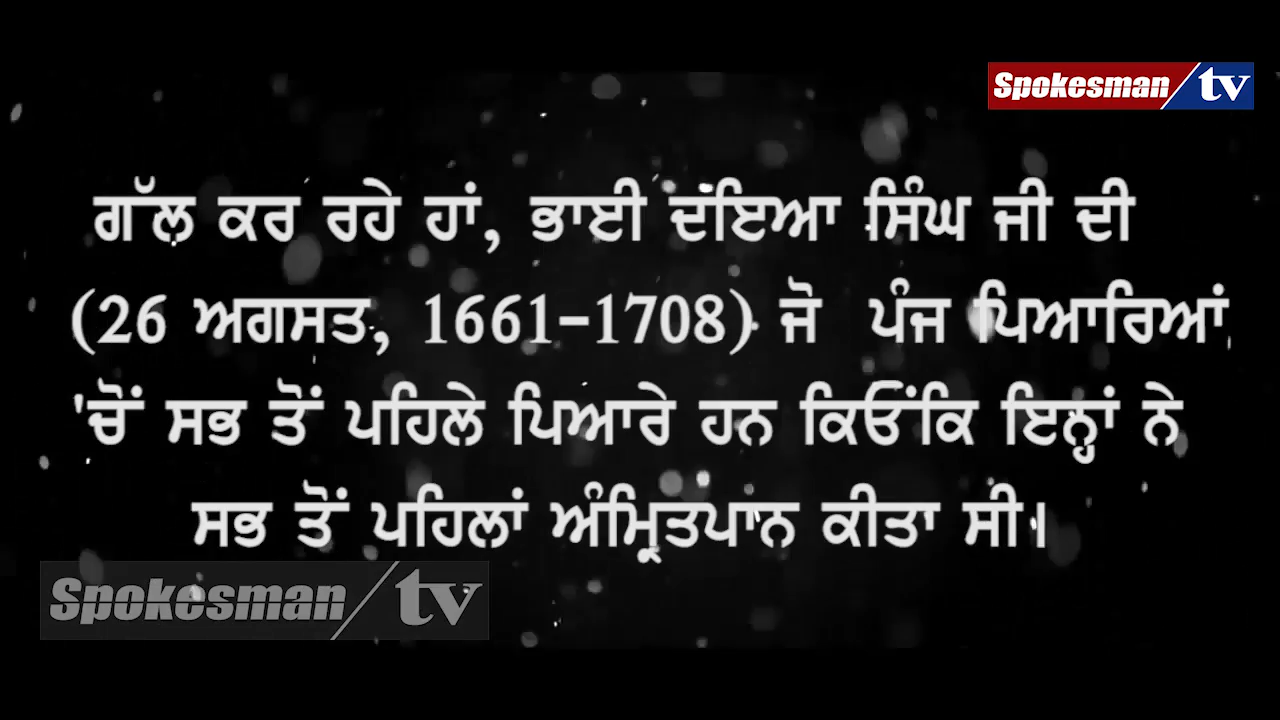 Spokesman tv
ਗੱਲ ਕਰ ਰਹੇ ਹਾਂ, ਭਾਈ ਦਇਆ ਸਿੰਘ ਜੀ ਦੀ
(26 ਅਗਸਤ, 1661-1708) ਜੋ ਪੰਜ ਪਿਆਰਿਆਂ
'ਚੋਂ ਸਭ ਤੋਂ ਪਹਿਲੇ ਪਿਆਰੇ ਹਨ ਕਿਓਂਕਿ ਇਨ੍ਹਾਂ ਨੇ
ਸਭ ਤੋਂ ਪਹਿਲਾਂ ਅੰਮ੍ਰਿਤਪਾਨ ਕੀਤਾ ਸੀ।
Spokesman tv